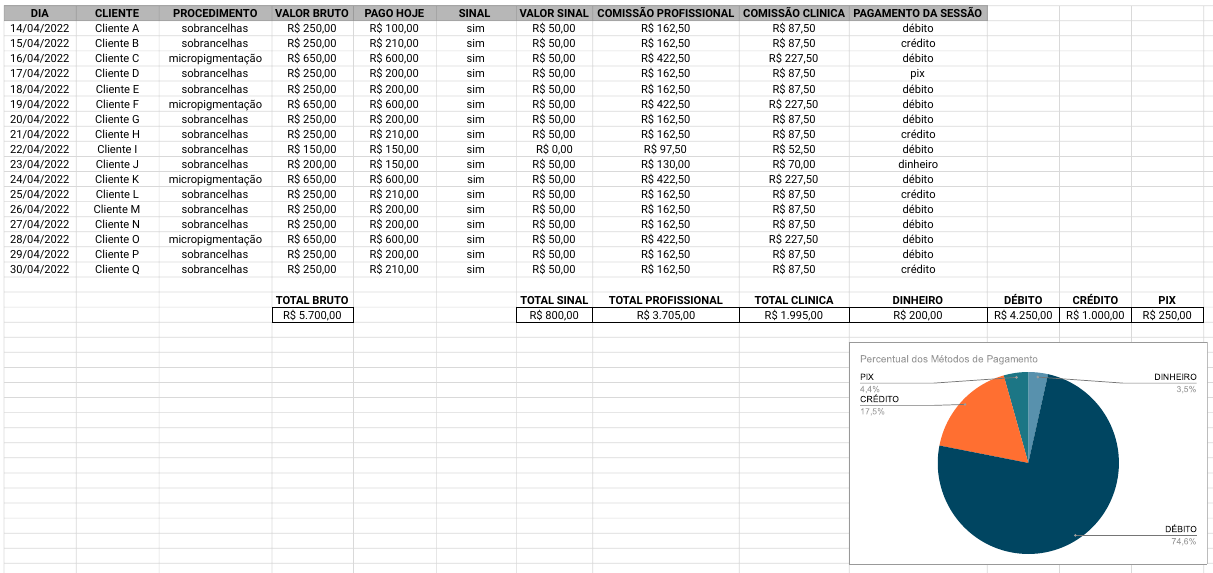 DIA CLIENTE PROCEDIMENTO VALOR BRUTO PAGO HOJE SINAL VALOR SINAL COMISSÃO PROFISSIONAL COMISSÃO CLINICA PAGAMENTO DA SESSÃO
14/04/2022 Cliente A sobrancelhas R$ 250,00 R$ 100,00 sim R$ 50,00 R$ 162,50 R$ 87,50 débito
15/04/2022 Cliente B sobrancelhas R$ 250,00 R$ 210,00 sim R$ 50,00 R$ 162,50 R$ 87,50 crédito
16/04/2022 Cliente C micropigmentação R$ 650,00 R$ 600,00 sim R$ 50,00 R$ 422,50 R$ 227,50 débito
17/04/2022 Cliente D sobrancelhas R$ 250,00 R$ 200,00 sim R$ 50,00 R$ 162,50 R$ 87,50 pix
18/04/2022 Cliente E sobrancelhas R$ 250,00 R$ 200,00 sim R$ 50,00 R$ 162,50 R$ 87,50 débito
19/04/2022 Cliente F micropigmentação R$ 650,00 R$ 600,00 sim R$ 50,00 R$ 422,50 R$ 227,50 débito
20/04/2022 Cliente G sobrancelhas R$ 250,00 R$ 200,00 sim R$ 50,00 R$ 162,50 R$ 87,50 débito
21/04/2022 Cliente H sobrancelhas R$ 250,00 R$ 210,00 sim R$ 50,00 R$ 162,50 R$ 87,50 crédito
22/04/2022 Cliente I sobrancelhas R$ 150,00 R$ 150,00 sim R$ 0,00 R$ 97,50 R$ 52,50 débito
23/04/2022 Cliente J sobrancelhas R$ 200,00 R$ 150,00 sim R$ 50,00 R$ 130,00 R$ 70,00 dinheiro
24/04/2022 Cliente K micropigmentação R$ 650,00 R$ 600,00 sim R$ 50,00 R$ 422,50 R$ 227,50 débito
25/04/2022 Cliente L sobrancelhas R$ 250,00 R$ 210,00 sim R$ 50,00 R$ 162,50 R$ 87,50 crédito
26/04/2022 Cliente M sobrancelhas R$ 250,00 R$ 200,00 sim R$ 50,00 R$ 162,50 R$ 87,50 débito
27/04/2022 Cliente N sobrancelhas R$ 250,00 R$ 200,00 sim R$ 50,00 R$ 162,50 R$ 87,50 débito
28/04/2022 Cliente O micropigmentação R$ 650,00 R$ 600,00 sim R$ 50,00 R$ 422,50 R$ 227,50 débito
29/04/2022 Cliente P sobrancelhas R$ 250,00 R$ 200,00 sim R$ 50,00 R$ 162,50 R$ 87,50 débito
30/04/2022 Cliente Q sobrancelhas R$ 250,00 R$ 210,00 sim R$ 50,00 R$ 162,50 R$ 87,50 crédito
TOTAL BRUTO TOTAL SINAL TOTAL PROFISSIONAL TOTAL CLINICA DINHEIRO DÉBITO CRÉDITO PIX
R$ 5.700,00 R$ 800,00 R$ 3.705,00 R$ 1.995,00 R$ 200,00 R$ 4.250,00 R$ 1.000,00 R$ 250,00
Percentual dos Métodos de Pagamento
PIX
4,4%
CRÉDITO
17,5%
DINHEIRO
3,5%
DÉBITO
74,6%